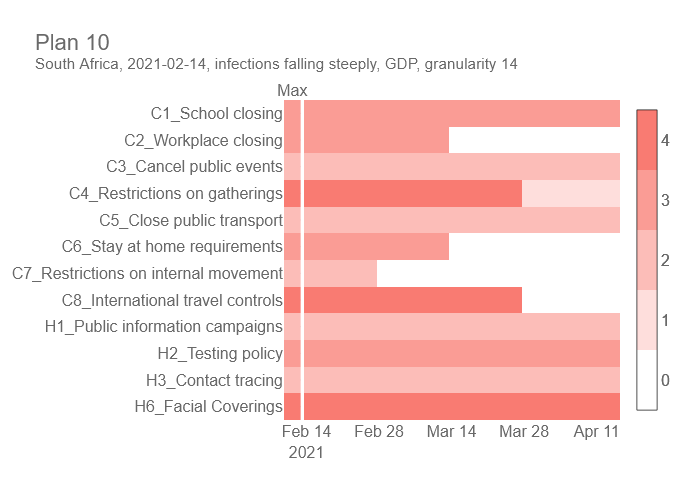 Plan 10
South Africa, 2021-02-14, infections falling steeply, GDP, granularity 14
Max
C1_School closing
C2_Workplace closing
C3_Cancel public events
C4_Restrictions on gatherings
C5_Close public transport
C6_Stay at home requirements
C7_Restrictions on internal movement
C8_International travel controls
H1_Public information campaigns
H2_Testing policy
H3_Contact tracing
H6_Facial Coverings
Feb 14 Feb 28 Mar 14 Mar 28 Apr 11
2021
4
3
2
1
0